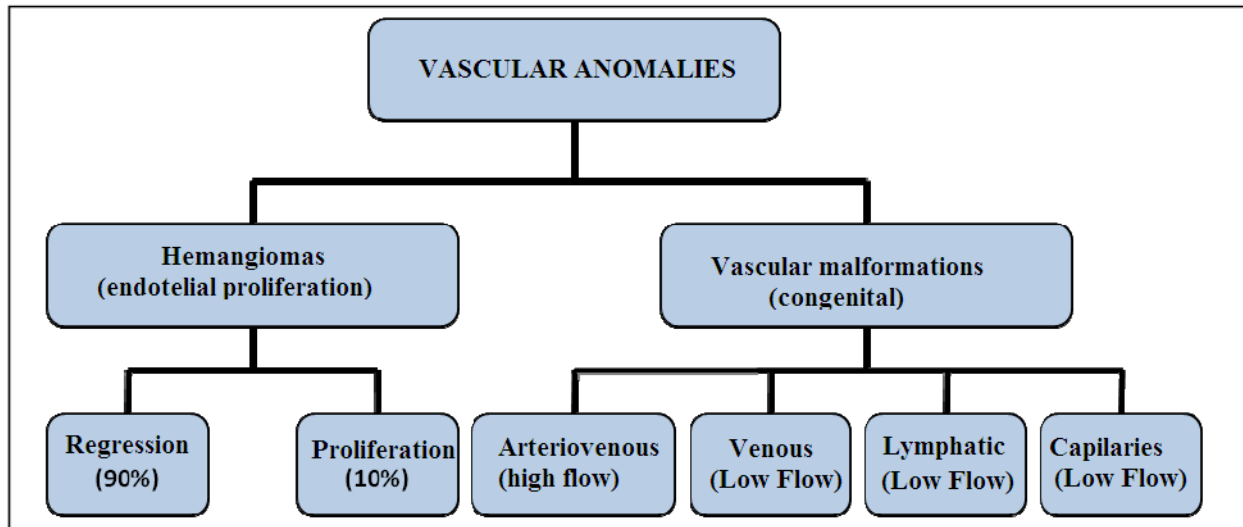 VASCULAR ANOMALIES
Hemangiomas
(endotelial proliferation)
Vascular malformations
(congenital)
Regression
(90%)
Proliferation
(10%)
Arteriovenous
(high flow)
Venous
(Low Flow)
Lymphatic
(Low Flow)
Capilaries
(Low Flow)